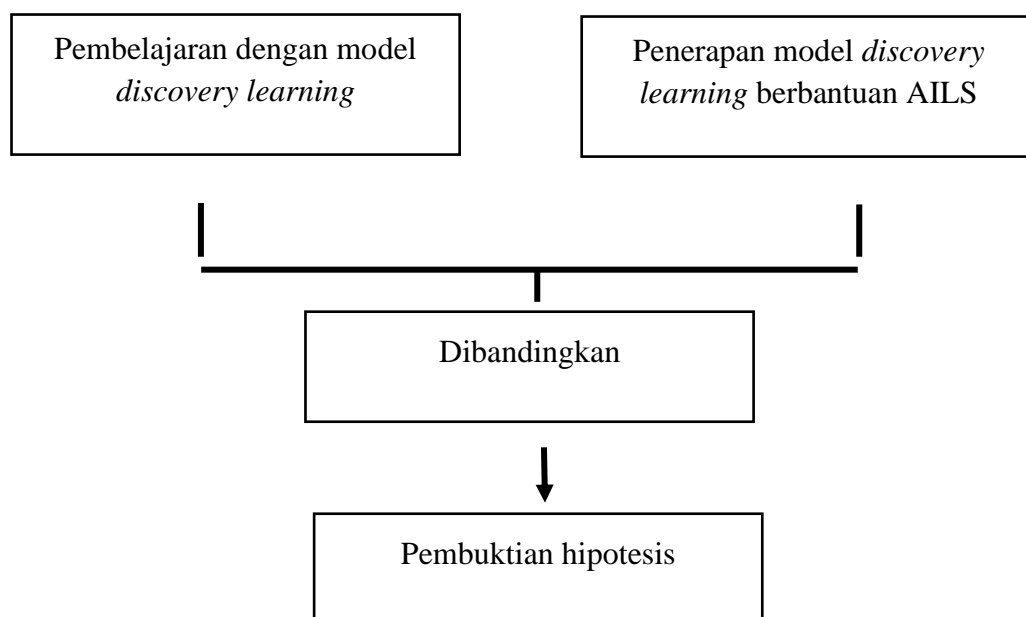 Pembelajaran dengan model
discovery learning
Penerapan model discovery
learning berbantuan AILS
Dibandingkan
Pembuktian hipotesis